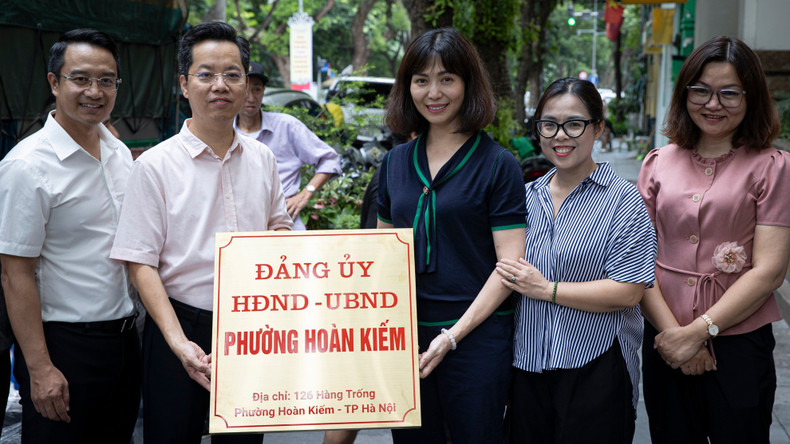 ĐẢNG ỦY
HĐND - UBND
PHƯỜNG HOÀN KIẾM
Địa chỉ: 126 Hàng Trống
Phường Hoàn Kiếm - TP Hà Nội